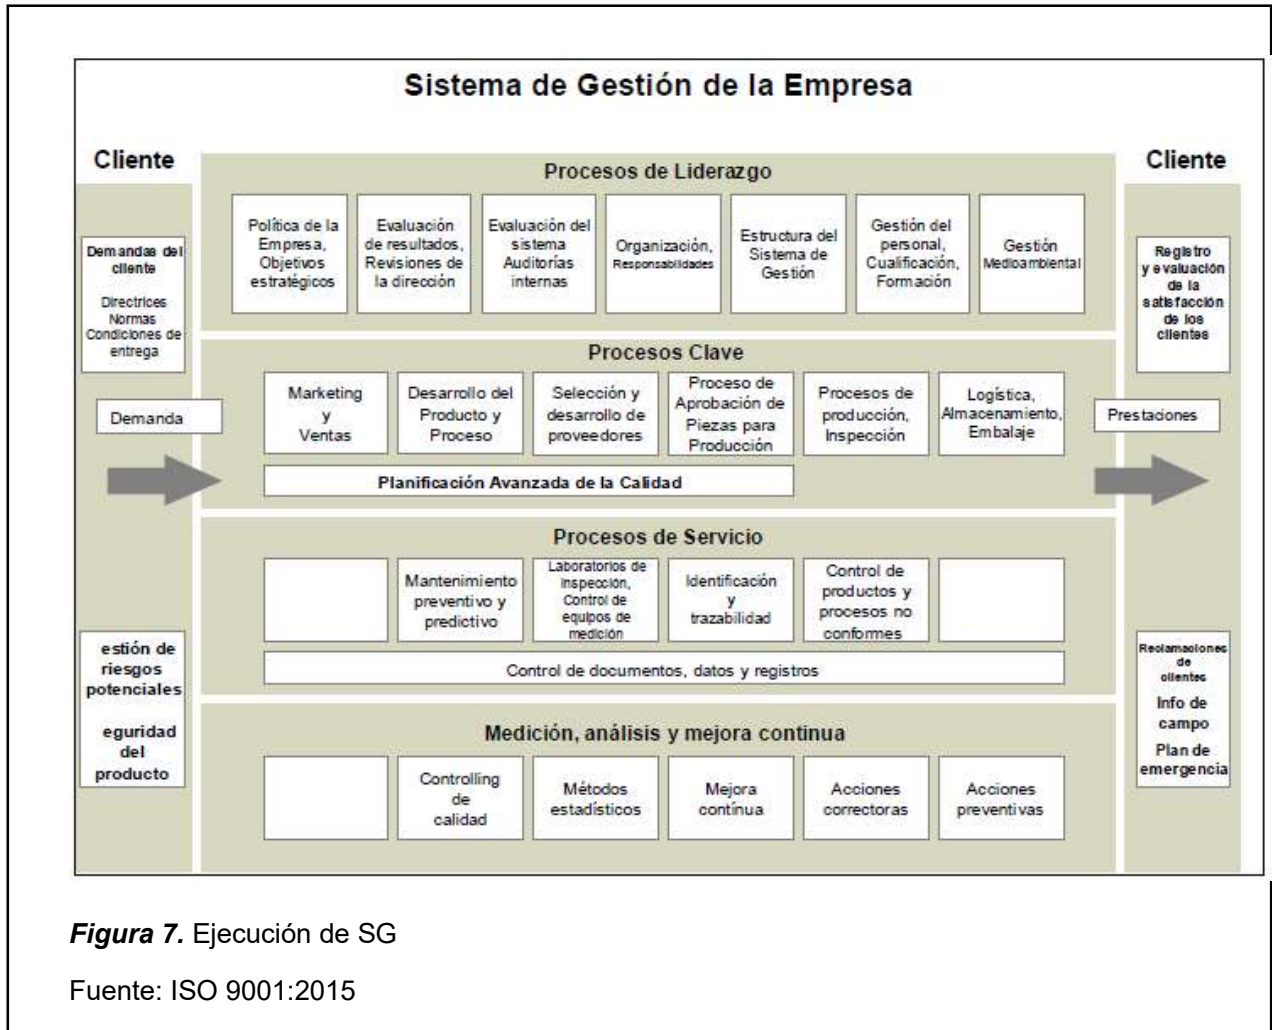 Sistema de Gestión de la Empresa
Cliente
Demandas del
cliente
Directrices
Normas
Condiciones de
entrega
Demanda
estión de
riesgos
potenciales
eguridad
del
producto
Procesos de Liderazgo
Política de la
Empresa,
Objetivos
estratégicos
Evaluación
de resultados,
Revisiones de
la dirección
Evaluación del
sistema
Auditorías
internas
Organización,
Responsabilidades
Estructura del
Sistema de
Gestión
Gestión del
personal,
Cualificación,
Formación
Gestión
Medioambiental
Procesos Clave
Marketing
y
Ventas
Desarrollo del
Producto y
Proceso
Selección y
desarrollo de
proveedores
Proceso de
Aprobación de
Piezas para
Producción
Procesos de
producción,
Inspección
Logística,
Almacenamiento,
Embalaje
Planificación Avanzada de la Calidad
Procesos de Servicio
Mantenimiento
preventivo y
predictivo
Laboratorios de
Inspección,
Control de
equipos de
medición
Identificación
y
trazabilidad
Control de
productos y
procesos no
conformes
Control de documentos, datos y registros
Medición, análisis y mejora continua
Controlling
de
calidad
Métodos
estadísticos
Mejora
contínua
Acciones
correctoras
Acciones
preventivas
Cliente
Registro
y evaluación
de la
satisfacción
de los
clientes
Prestaciones
Reclamaciones
de
clientes
Info de
campo
Plan de
emergencia
Figura 7. Ejecución de SG
Fuente: ISO 9001:2015